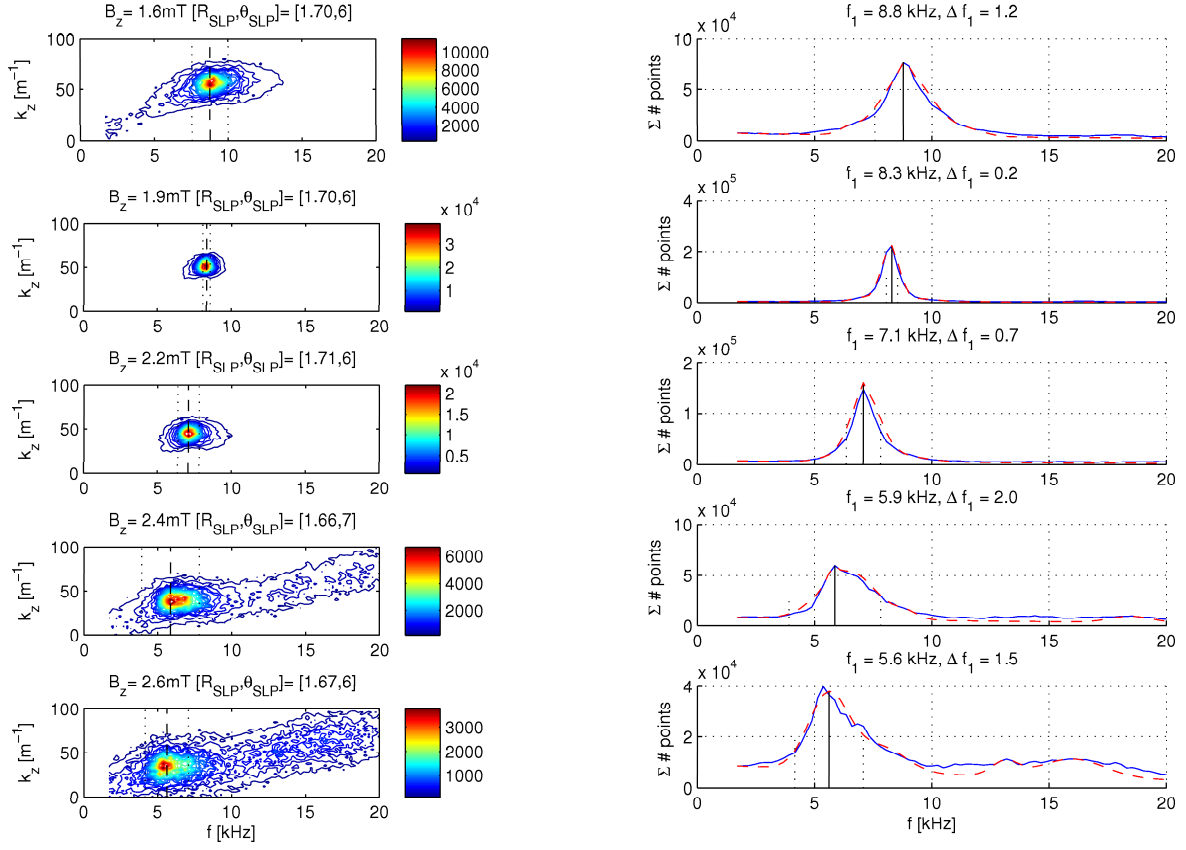 B_z= 1.6mT [R_SLP,θ_SLP]= [1.70,6]
f_1 = 8.8 kHz, Δ f_1 = 1.2
x 10^4
100
50
0
k_z [m^−1]
0 5 10 15 20
10000
8000
6000
4000
2000
10
5
0
Σ # points
0 5 10 15 20
B_z= 1.9mT [R_SLP,θ_SLP]= [1.70,6]
f_1 = 8.3 kHz, Δ f_1 = 0.2
x 10^4
x 10^5
100
50
0
k_z [m^−1]
0 5 10 15 20
3
2
1
4
2
0
Σ # points
0 5 10 15 20
B_z= 2.2mT [R_SLP,θ_SLP]= [1.71,6]
f_1 = 7.1 kHz, Δ f_1 = 0.7
x 10^4
x 10^5
100
50
0
k_z [m^−1]
0 5 10 15 20
2
1.5
1
0.5
2
1
0
Σ # points
0 5 10 15 20
B_z= 2.4mT [R_SLP,θ_SLP]= [1.66,7]
f_1 = 5.9 kHz, Δ f_1 = 2.0
x 10^4
100
50
0
k_z [m^−1]
0 5 10 15 20
6000
4000
2000
10
5
0
Σ # points
0 5 10 15 20
B_z= 2.6mT [R_SLP,θ_SLP]= [1.67,6]
f_1 = 5.6 kHz, Δ f_1 = 1.5
x 10^4
100
50
0
k_z [m^−1]
0 5 10 15 20
f [kHz]
3000
2000
1000
4
2
0
Σ # points
0 5 10 15 20
f [kHz]